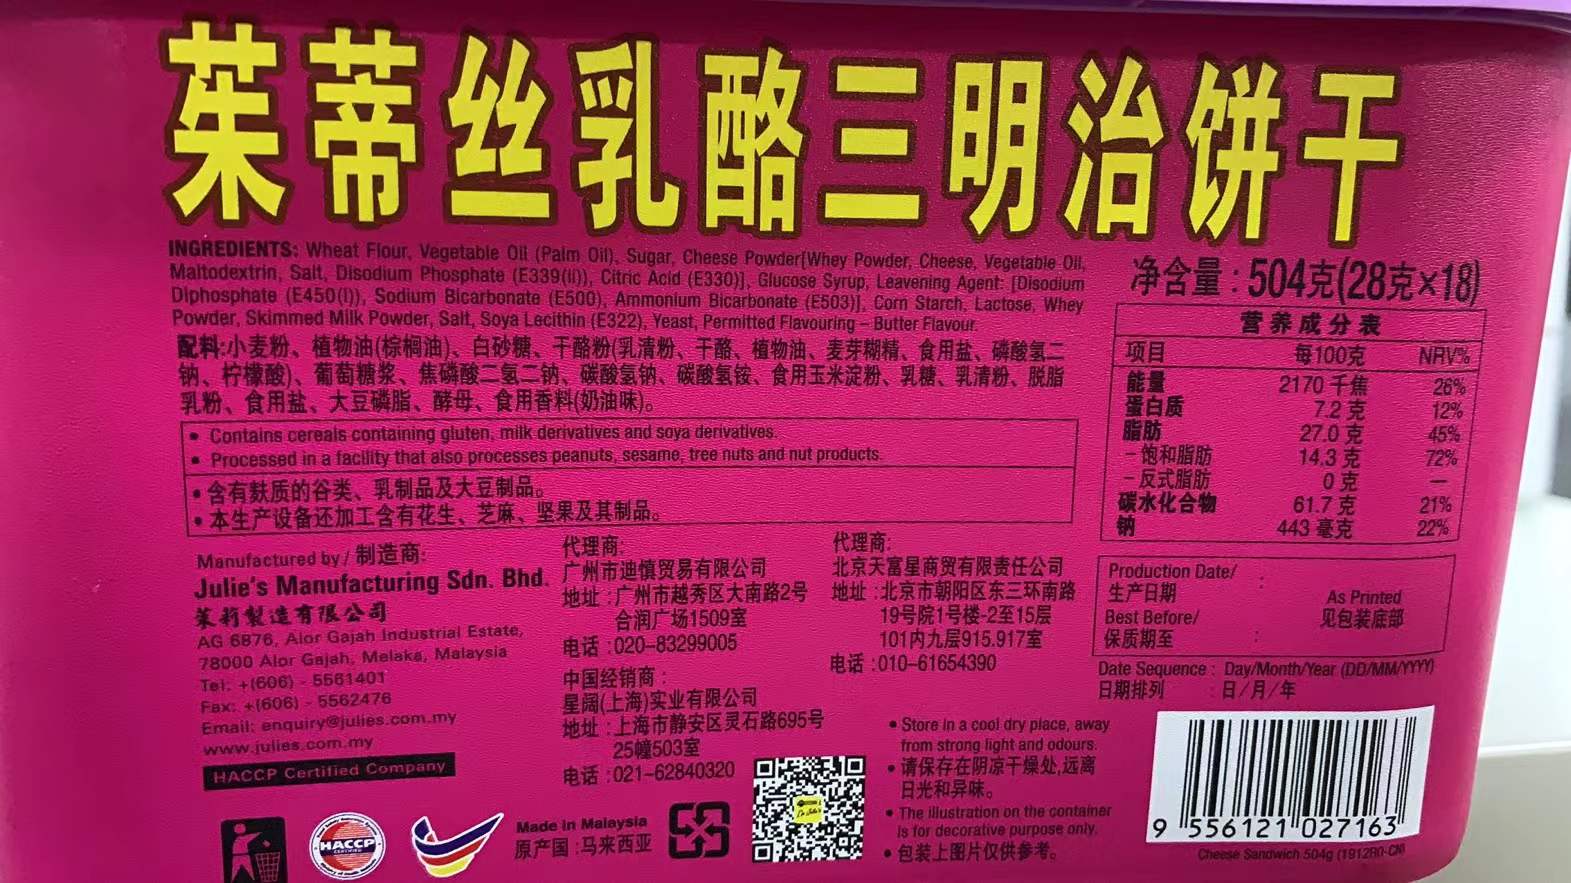 茱蒂丝乳酪三明治饼干
INGREDIENTS: Wheat Flour, Vegetable Oil (Palm Oil), Sugar, Cheese Powder[Whey Powder, Cheese, Vegetable Oil,
Maltodextrin, Salt, Disodium Phosphate (E339(ii)), Citric Acid (E330)], Glucose Syrup, Leavening Agent: [Disodium
Diphosphate (E450(I)), Sodium Bicarbonate (E500), Ammonium Bicarbonate (E503)], Corn Starch, Lactose, Whey
Powder, Skimmed Milk Powder, Salt, Soya Lecithin (E322), Yeast, Permitted Flavouring – Butter Flavour.
配料:小麦粉、植物油(棕榈油)、白砂糖、干酪粉(乳清粉、干酪、植物油、麦芽糊精、食用盐、磷酸氢二
钠、柠檬酸)、葡萄糖浆、焦磷酸二氢二钠、碳酸氢钠、碳酸氢铵、食用玉米淀粉、乳糖、乳清粉、脱脂
乳粉、食用盐、大豆磷脂、酵母、食用香料(奶油味)。
• Contains cereals containing gluten, milk derivatives and soya derivatives.
• Processed in a facility that also processes peanuts, sesame, tree nuts and nut products.
• 含有麸质的谷类、乳制品及大豆制品。
• 本生产设备还加工含有花生、芝麻、坚果及其制品。
净含量：504克(28克×18)
营养成分表
项目 每100克 NRV%
能量 2170 千焦 26%
蛋白质 7.2 克 12%
脂肪 27.0 克 45%
– 饱和脂肪 14.3 克 72%
– 反式脂肪 0 克 —
碳水化合物 61.7 克 21%
钠 443 毫克 22%
Manufactured by / 制造商:
Julie's Manufacturing Sdn. Bhd.
茱莉製造有限公司
AG 6876, Alor Gajah Industrial Estate,
78000 Alor Gajah, Melaka, Malaysia
Tel: +(606) - 5561401
Fax: +(606) - 5562476
Email: enquiry@julies.com.my
www.julies.com.my
HACCP Certified Company
代理商:
广州市迪慎贸易有限公司
地址：广州市越秀区大南路2号
合润广场1509室
电话：020–83299005
中国经销商：
星阔(上海)实业有限公司
地址：上海市静安区灵石路695号
25幢503室
电话：021–62840320
代理商:
北京天富星商贸有限责任公司
地址：北京市朝阳区东三环南路
19号院1号楼-2至15层
101内九层915.917室
电话：010–61654390
Production Date/ :
生产日期
As Printed
Best Before/
见包装底部
保质期至 :
Date Sequence : Day/Month/Year (DD/MM/YYYY)
日期排列 : 日/月/年
• Store in a cool dry place, away
from strong light and odours.
• 请保存在阴凉干燥处,远离
日光和异味。
• The illustration on the container
is for decorative purpose only.
• 包装上图片仅供参考。
HACCP
CERTIFIED
Made in Malaysia
原产国：马来西亚
9 556121 027163
Cheese Sandwich 504g (1912R0-CN)